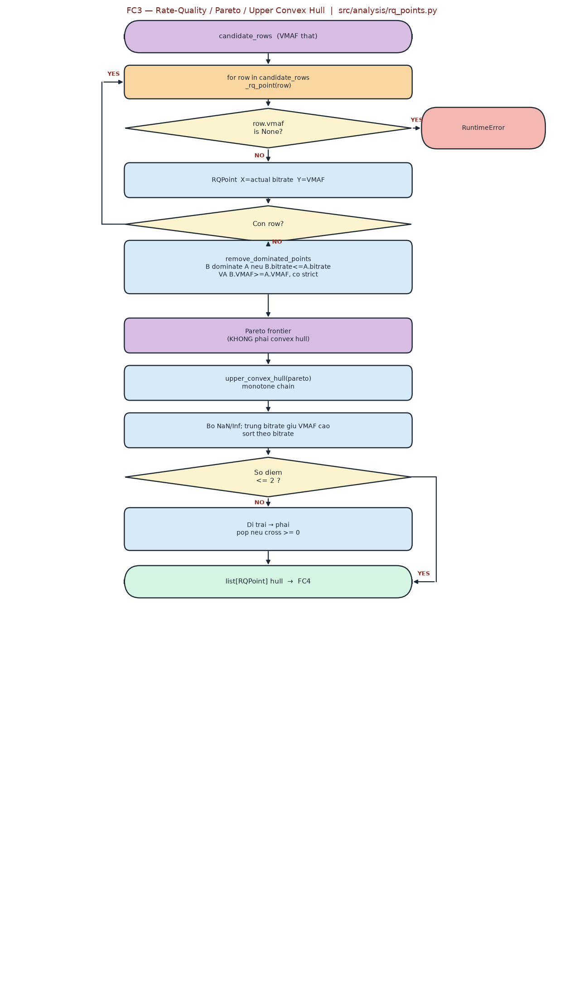 FC3 — Rate-Quality / Pareto / Upper Convex Hull | src/analysis/rq_points.py
candidate_rows (VMAF that)
YES
for row in candidate_rows
_rq_point(row)
row.vmaf
is None?
YES
RuntimeError
NO
RQPoint X=actual bitrate Y=VMAF
Con row?
NO
remove_dominated_points
B dominate A neu B.bitrate<=A.bitrate
VA B.VMAF>=A.VMAF, co strict
Pareto frontier
(KHONG phai convex hull)
upper_convex_hull(pareto)
monotone chain
Bo NaN/Inf; trung bitrate giu VMAF cao
sort theo bitrate
So diem
<= 2 ?
NO
Di trai → phai
pop neu cross >= 0
YES
list[RQPoint] hull → FC4